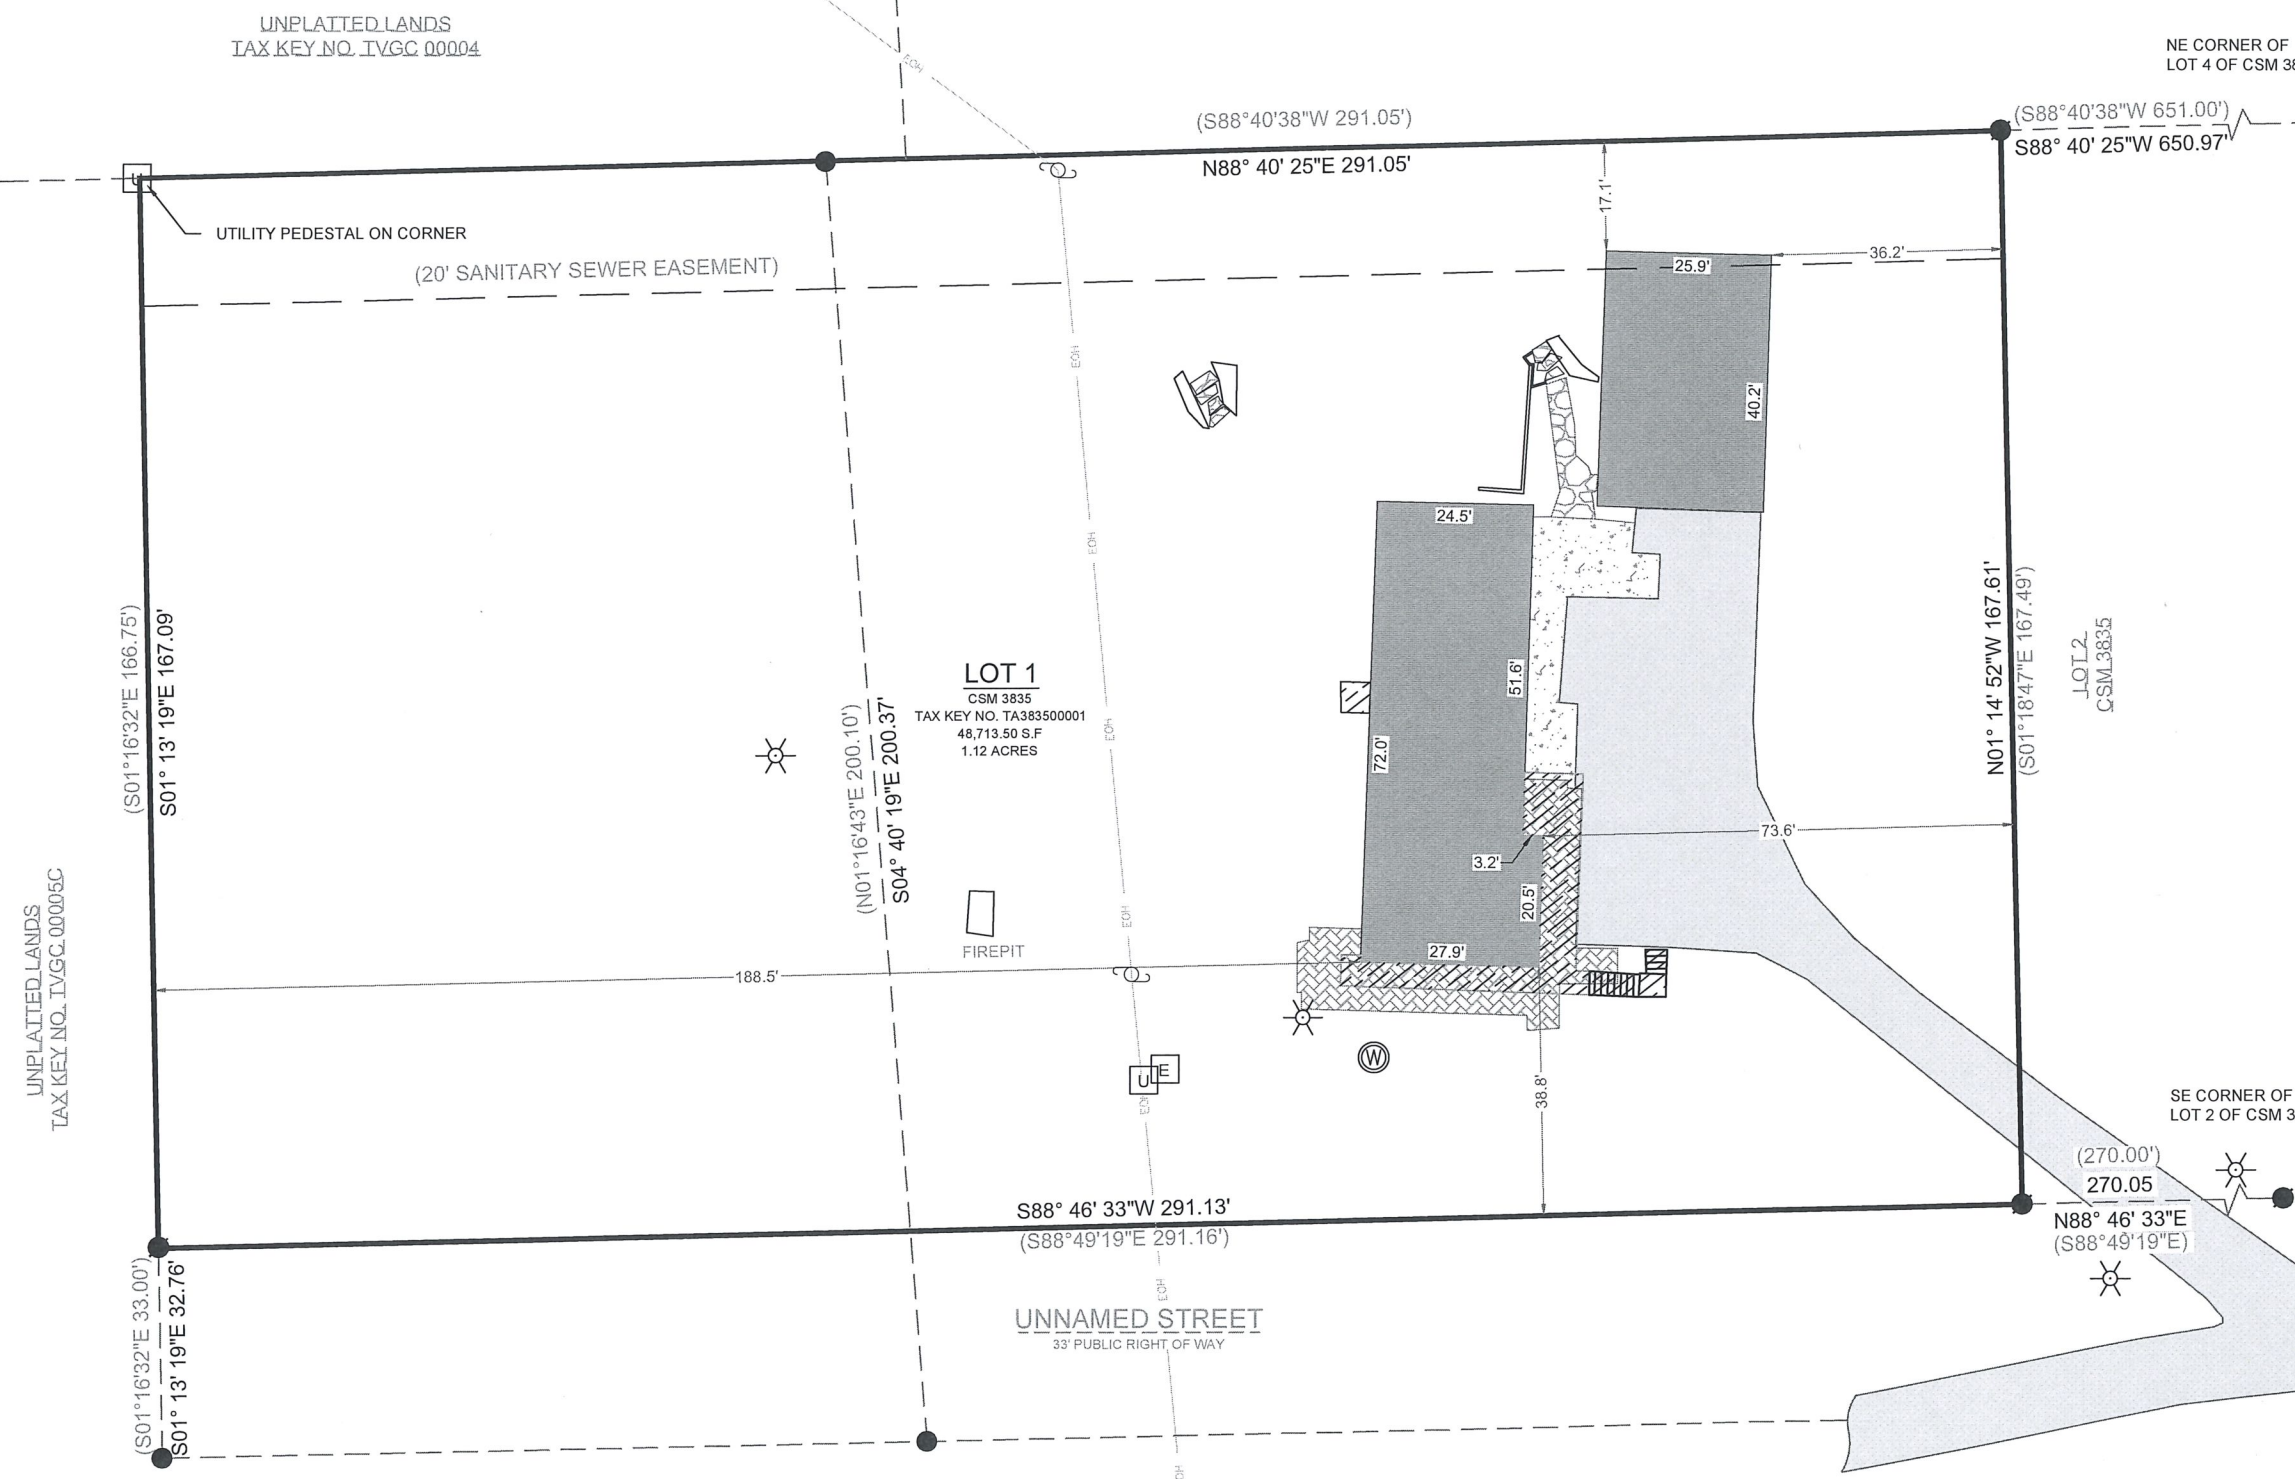 UNPLATTED LANDS
TAX KEY NO. TVGC 00004
NE CORNER OF
LOT 4 OF CSM 38
EOH
(S88°40'38"W 291.05')
N88° 40' 25"E 291.05'
(S88°40'38"W 651.00')
S88° 40' 25"W 650.97'
U
UTILITY PEDESTAL ON CORNER
(20' SANITARY SEWER EASEMENT)
17.1'
36.2'
25.9'
40.2'
EOH
24.5'
EOH
51.6'
72.0'
LOT 1
CSM 3835
TAX KEY NO. TA383500001
48,713.50 S.F
1.12 ACRES
EOH
(S01°16'32"E 166.75')
S01° 13' 19"E 167.09'
(N01°16'43"E 200.10')
S04° 40' 19"E 200.37'
N01° 14' 52"W 167.61'
(S01°18'47"E 167.49')
LOT 2
CSM 3835
73.6'
3.2'
20.5'
27.9'
EOH
FIREPIT
188.5'
UNPLATTED LANDS
TAX KEY NO. TVGC 00005C
W
U
E
EOH
38.8'
SE CORNER OF
LOT 2 OF CSM 3
(270.00')
270.05
N88° 46' 33"E
(S88°49'19"E)
S88° 46' 33"W 291.13'
(S88°49'19"E 291.16')
EOH
(S01°16'32"E 33.00')
S01° 13' 19"E 32.76'
UNNAMED STREET
33' PUBLIC RIGHT OF WAY
OH